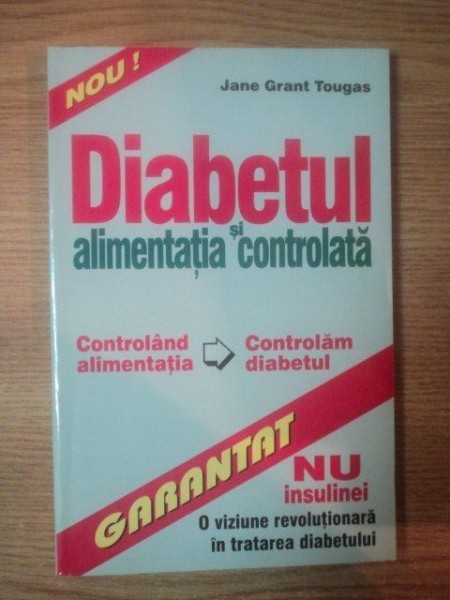 NOU !
Jane Grant Tougas
Diabetul
și
alimentația controlată
Controlând
alimentația
Controlăm
diabetul
GARANTAT
NU
insulinei
O viziune revoluționară
în tratarea diabetului